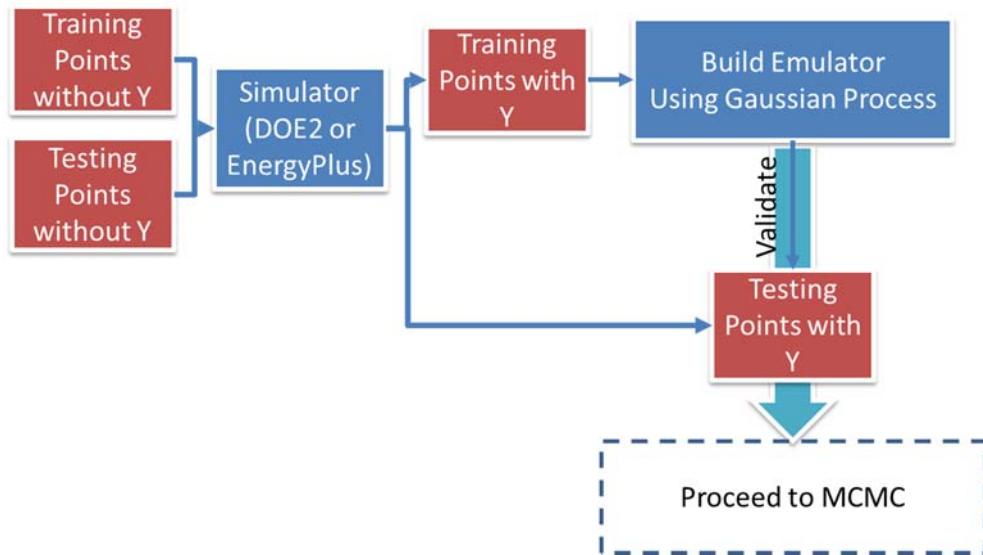 Training
Points
without Y
Testing
Points
without Y
Simulator
(DOE2 or
EnergyPlus)
Training
Points with
Y
Build Emulator
Using Gaussian Process
Validate
Testing
Points with
Y
Proceed to MCMC